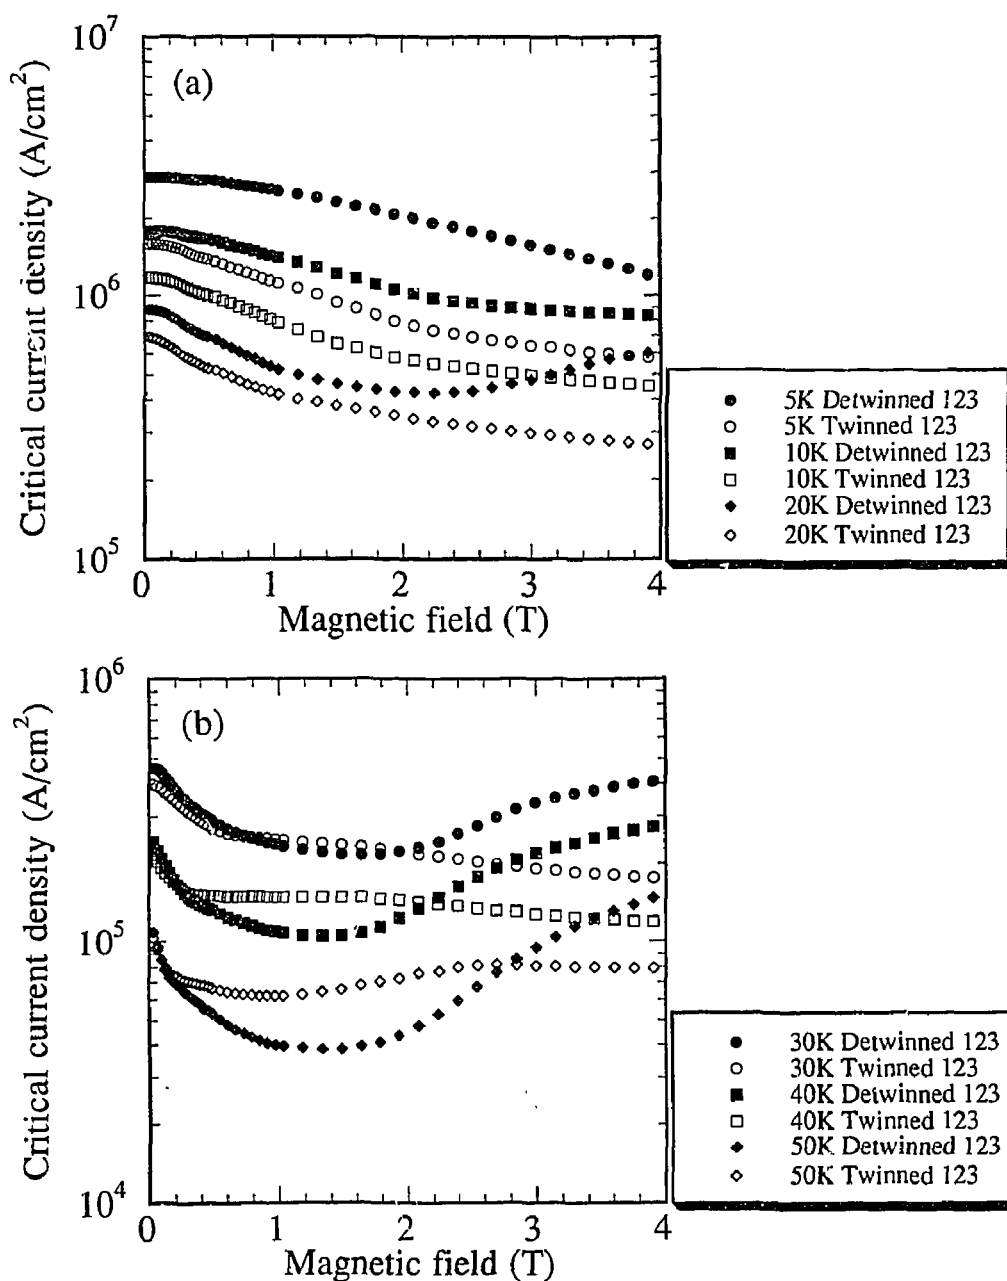 10^7
(a)
Critical current density (A/cm^2)
10^6
10^5
0 1 2 3 4
Magnetic field (T)
5K Detwinned 123
5K Twinned 123
10K Detwinned 123
10K Twinned 123
20K Detwinned 123
20K Twinned 123
10^6
(b)
Critical current density (A/cm^2)
10^5
10^4
0 1 2 3 4
Magnetic field (T)
30K Detwinned 123
30K Twinned 123
40K Detwinned 123
40K Twinned 123
50K Detwinned 123
50K Twinned 123